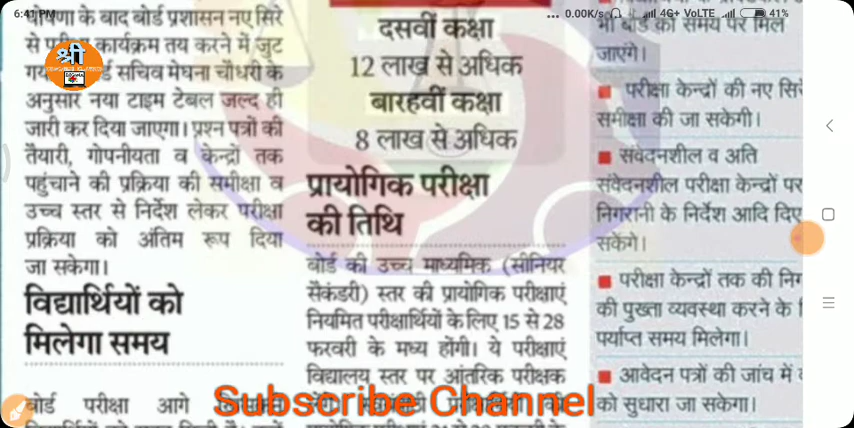 6:41 PM
... 0.00K/s 4G+ VoLTE 41%
के बाद बोर्ड प्रशासन नए सिरे
से कार्यक्रम तय करने में जुट
सचिव मेघना चौधरी के
अनुसार नया टाइम टेबल जल्द ही
जारी कर दिया जाएगा। प्रश्न पत्रों की
तैयारी, गोपनीयता व केन्द्रों तक
पहुंचाने की प्रक्रिया की समीक्षा व
उच्च स्तर से निर्देश लेकर परीक्षा
प्रक्रिया को अंतिम रूप दिया
जा सकेगा।
विद्यार्थियों को
मिलेगा समय
बोर्ड परीक्षा आगे
श्री
दसवीं कक्षा
12 लाख से अधिक
बारहवीं कक्षा
8 लाख से अधिक
प्रायोगिक परीक्षा
की तिथि
बोर्ड की उच्च माध्यमिक (सीनियर
सैकंडरी) स्तर की प्रायोगिक परीक्षाएं
नियमित परीक्षार्थियों के लिए 15 से 28
फरवरी के मध्य होंगी। ये परीक्षाएं
विद्यालय स्तर पर आंतरिक परीक्षक
भी बोर्ड को समय पर मिल
जाएंगे।
परीक्षा केन्द्रों की नए सिरे
समीक्षा की जा सकेगी।
संवेदनशील व अति
संवेदनशील परीक्षा केन्द्रों पर
निगरानी के निर्देश आदि दिए
सकेंगे।
परीक्षा केन्द्रों तक की
की पुख्ता व्यवस्था करने के
पर्याप्त समय मिलेगा।
आवेदन पत्रों की जांच में
को सुधारा जा सकेगा।
Subscribe Channel